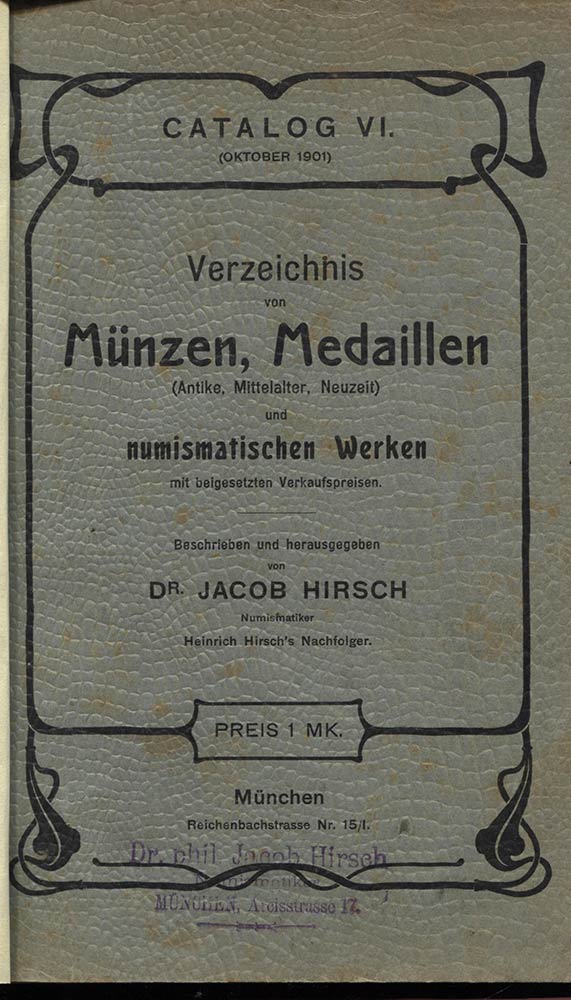 CATALOG VI.
(OKTOBER 1901)
Verzeichnis
von
Münzen, Medaillen
(Antike, Mittelalter, Neuzeit)
und
numismatischen Werken
mit beigesetzten Verkaufspreisen.
Beschrieben und herausgegeben
von
DR. JACOB HIRSCH
Numismatiker
Heinrich Hirsch's Nachfolger.
PREIS 1 MK.
München
Reichenbachstrasse Nr. 15/I.
Dr. phil Jacob Hirsch
Numismatiker
MÜNCHEN, Arcisstrasse 17.